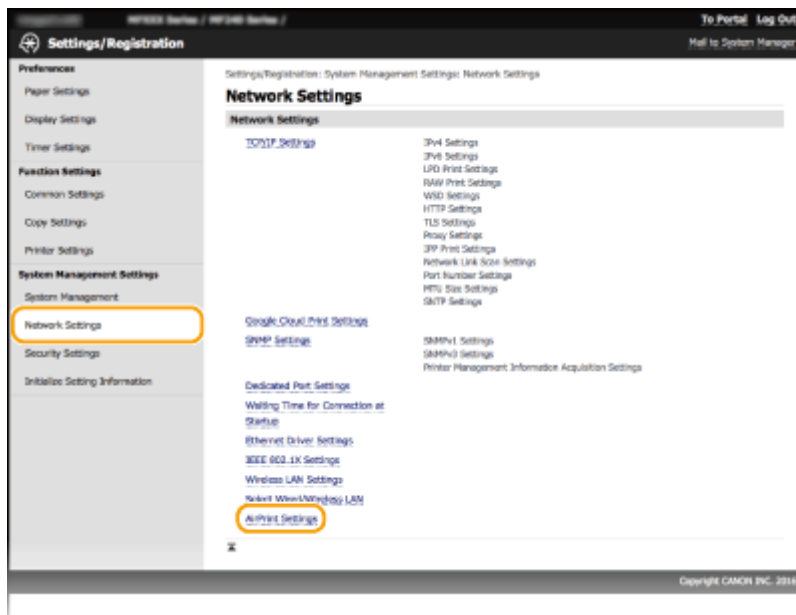 MF240 Series /
To Portal Log Out
Settings/Registration
Mail to System Manager
Preferences
Paper Settings
Display Settings
Timer Settings
Function Settings
Common Settings
Copy Settings
Printer Settings
System Management Settings
System Management
Network Settings
Security Settings
Initialize Setting Information
Settings/Registration: System Management Settings: Network Settings
Network Settings
Network Settings
TCP/IP Settings
IPv4 Settings
IPv6 Settings
LPD Print Settings
RAW Print Settings
WSD Settings
HTTP Settings
TLS Settings
Proxy Settings
IPP Print Settings
Network Link Scan Settings
Port Number Settings
MTU Size Settings
SNTP Settings
Google Cloud Print Settings
SNMP Settings
SNMPv1 Settings
SNMPv3 Settings
Printer Management Information Acquisition Settings
Dedicated Port Settings
Waiting Time for Connection at
Startup
Ethernet Driver Settings
IEEE 802.1X Settings
Wireless LAN Settings
Select Wired/Wireless LAN
AirPrint Settings
Copyright CANON INC. 2016